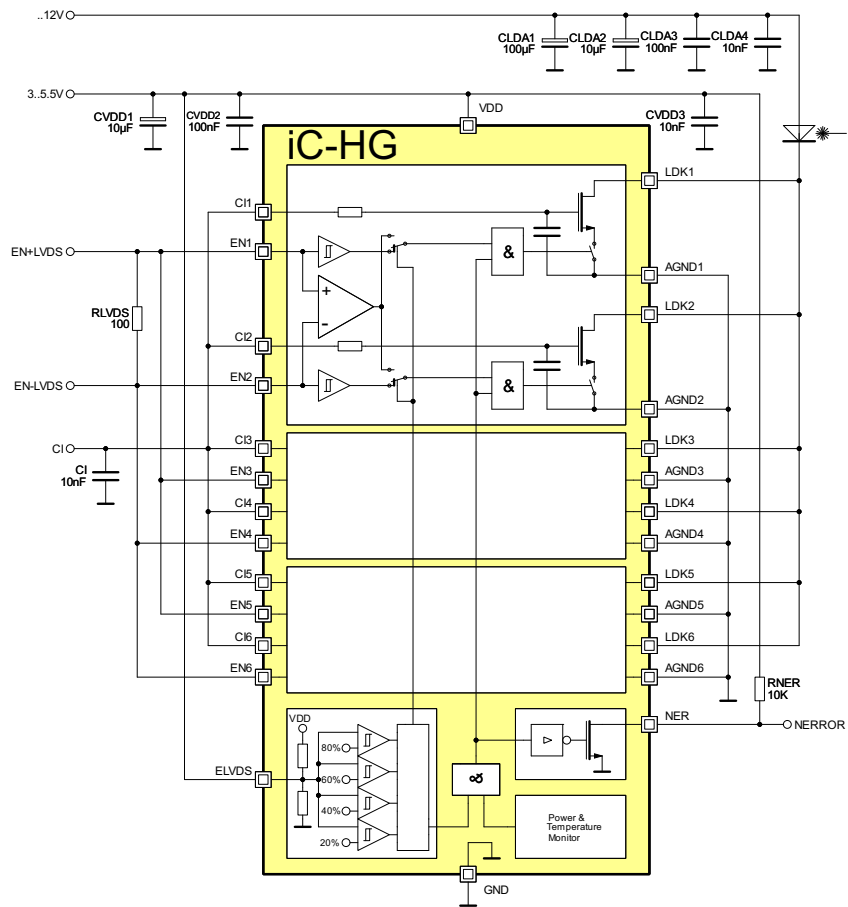 ..12V
CLDA1
100µF
CLDA2
10µF
CLDA3
100nF
CLDA4
10nF
3..5.5V
CVDD1
10µF
CVDD2
100nF
VDD
CVDD3
10nF
iC-HG
LDK1
CI1
EN+LVDS
EN1
&
AGND1
+
RLVDS
100
LDK2
-
CI2
EN-LVDS
EN2
&
AGND2
CI
CI3
LDK3
CI
10nF
EN3
AGND3
CI4
LDK4
EN4
AGND4
CI5
LDK5
EN5
AGND5
CI6
LDK6
EN6
AGND6
RNER
10K
VDD
NER
NERROR
80%
ELVDS
60%
&
40%
20%
Power &
Temperature
Monitor
GND